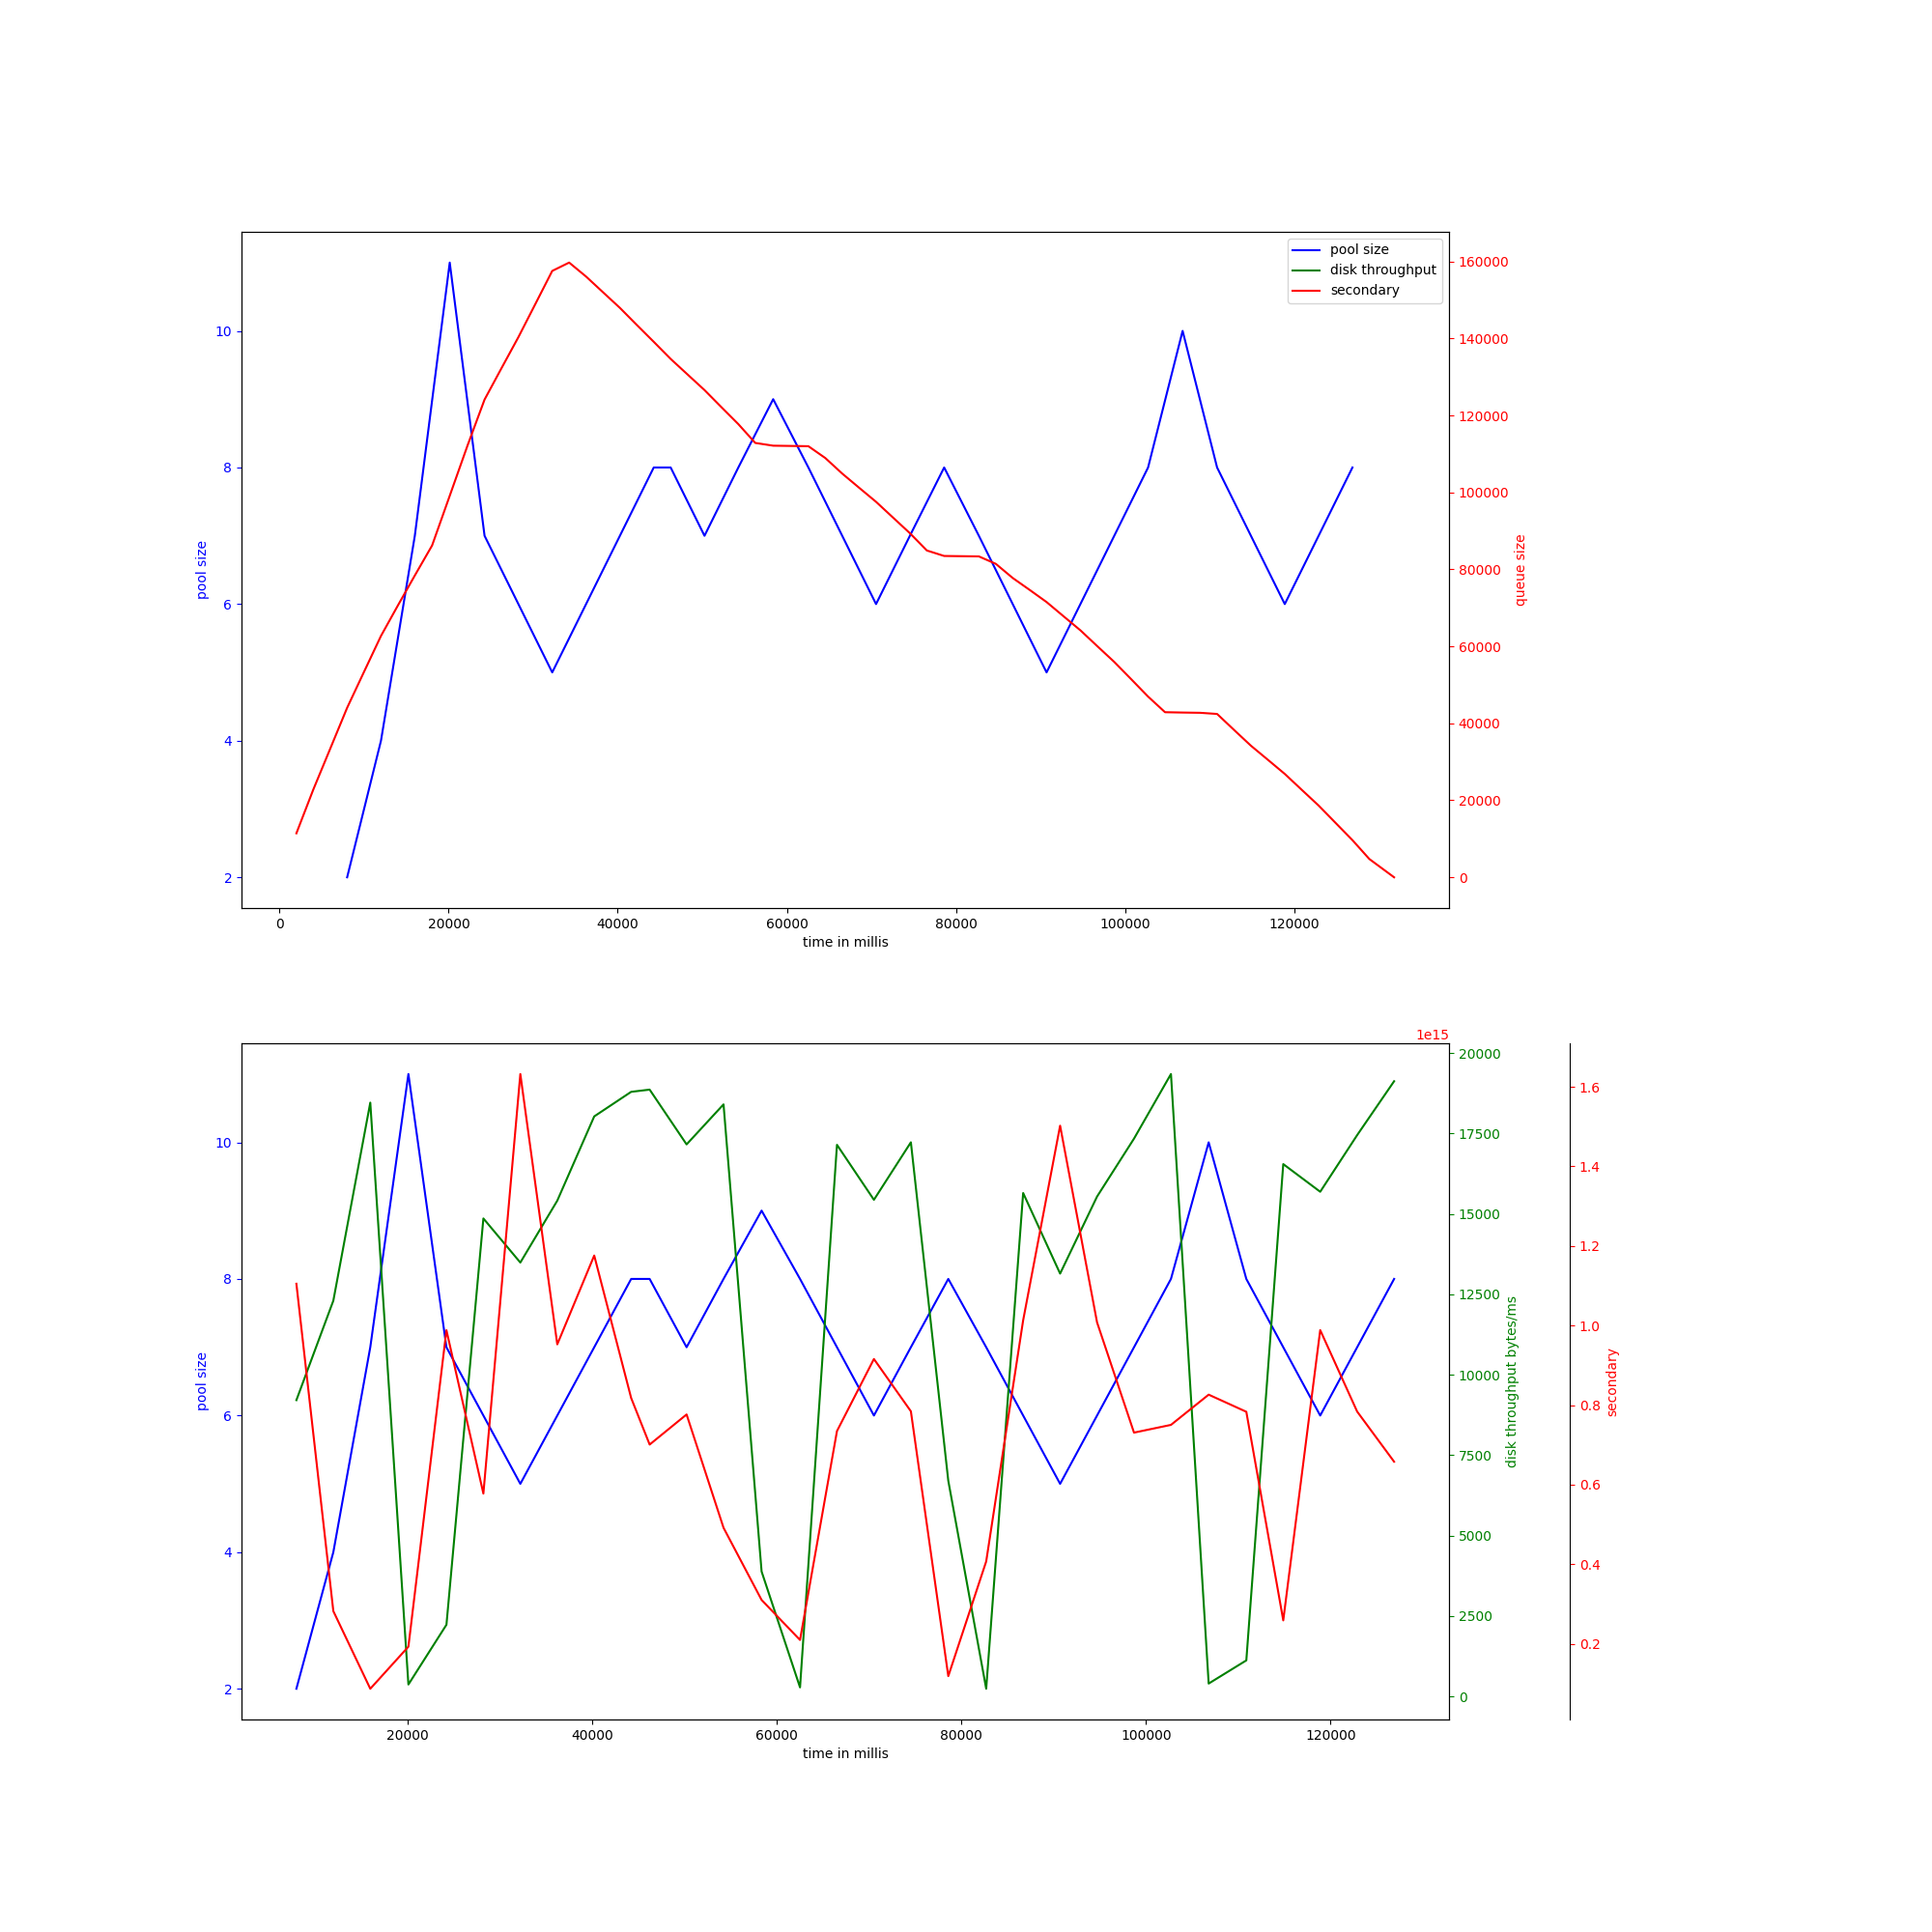 pool size
disk throughput
secondary
160000
140000
120000
100000
80000
60000
40000
20000
0
queue size
10
8
6
4
2
pool size
0 20000 40000 60000 80000 100000 120000
time in millis
1e15
20000
17500
15000
12500
10000
7500
5000
2500
0
disk throughput bytes/ms
1.6
1.4
1.2
1.0
0.8
0.6
0.4
0.2
secondary
10
8
6
4
2
pool size
20000 40000 60000 80000 100000 120000
time in millis